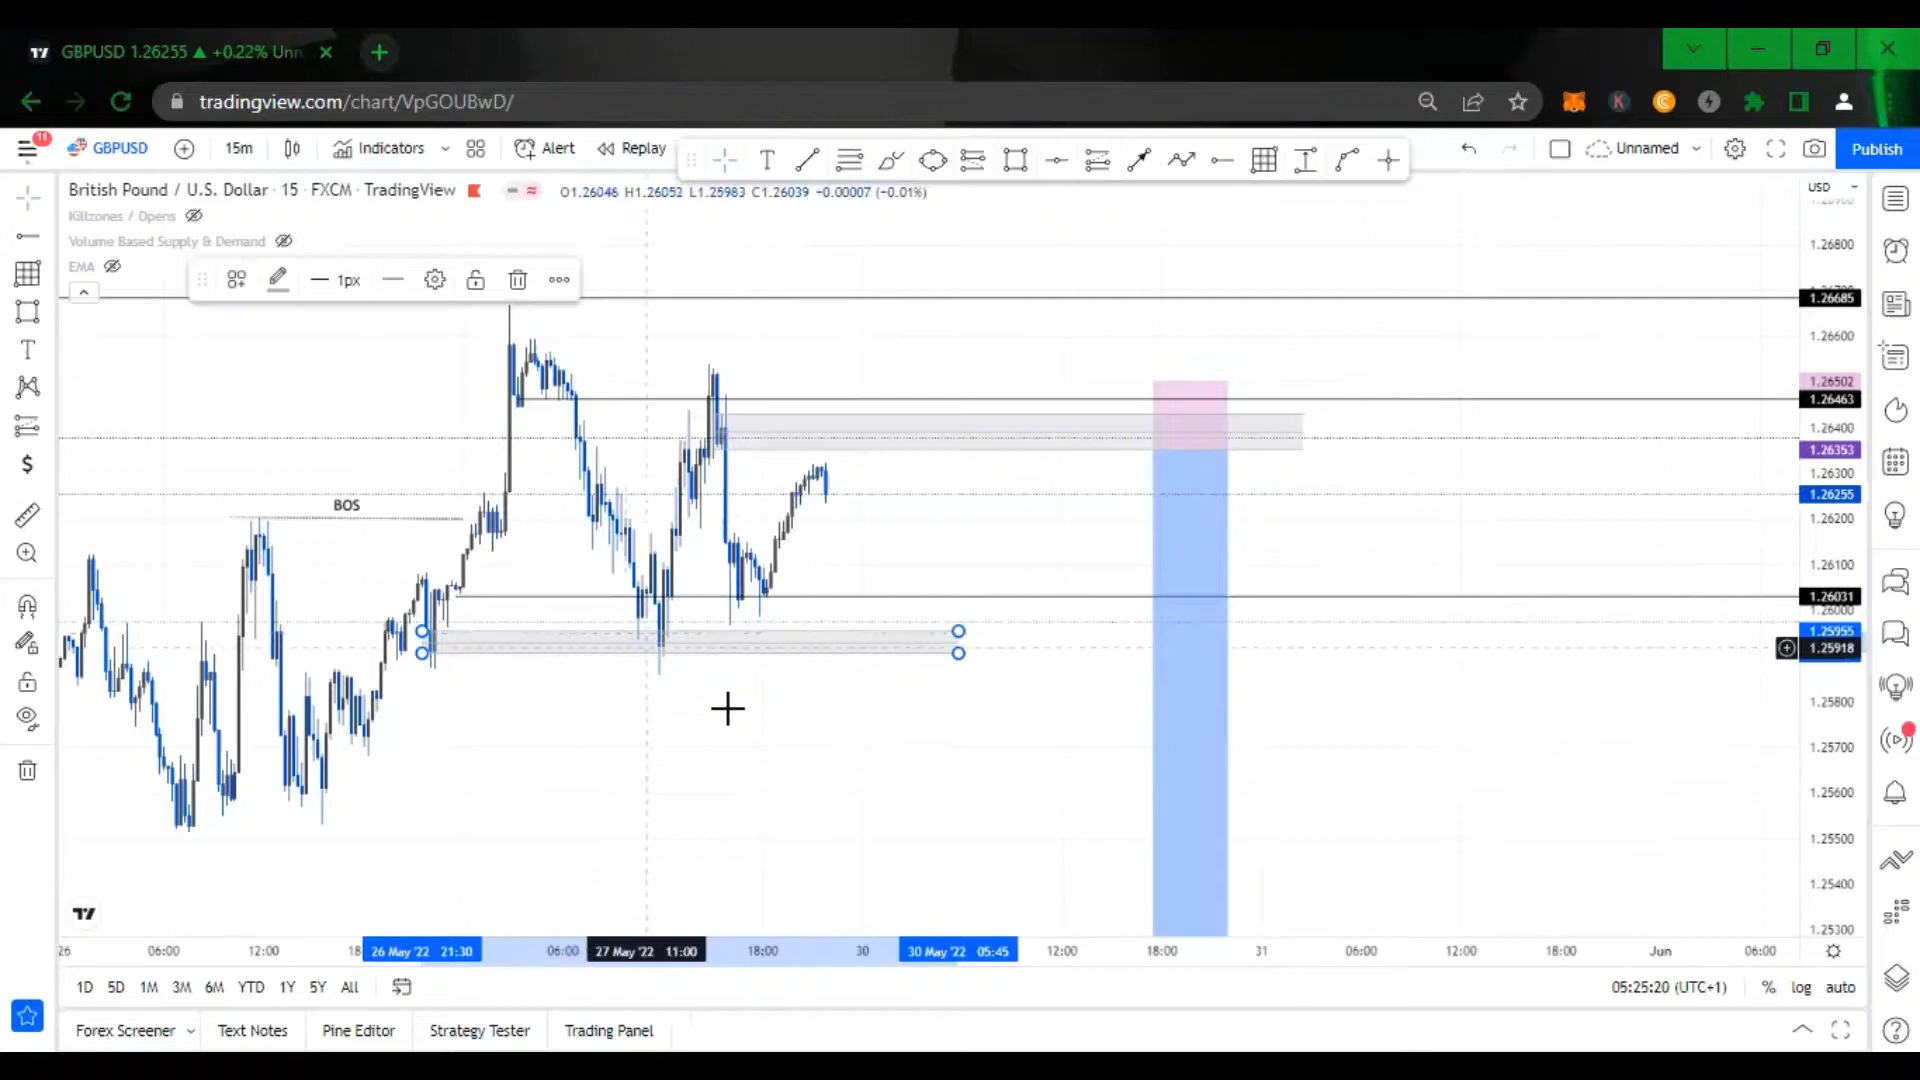 GBPUSD 1.26255 ▲ +0.22% Unn
tradingview.com/chart/VpGOUBwD/
11
GBPUSD 15m Indicators Alert Replay Unnamed Publish
British Pound / U.S. Dollar · 15 · FXCM · TradingView O1.26046 H1.26052 L1.25983 C1.26039 +0.00007 (+0.01%)
USD
Killzones / Opens
Volume Based Supply & Demand
EMA
1px
1.26800
1.26685
1.26600
1.26502
1.26463
1.26400
1.26353
1.26300
1.26255
BOS
1.26200
1.26100
1.26031
1.26000
1.25955
1.25918
1.25800
1.25700
1.25600
1.25500
1.25400
1.25300
26 06:00 12:00 18 26 May '22 21:30 06:00 27 May '22 11:00 18:00 30 30 May '22 05:45 12:00 18:00 31 06:00 12:00 18:00 Jun 06:00
1D 5D 1M 3M 6M YTD 1Y 5Y All 05:25:20 (UTC+1) % log auto
Forex Screener Text Notes Pine Editor Strategy Tester Trading Panel